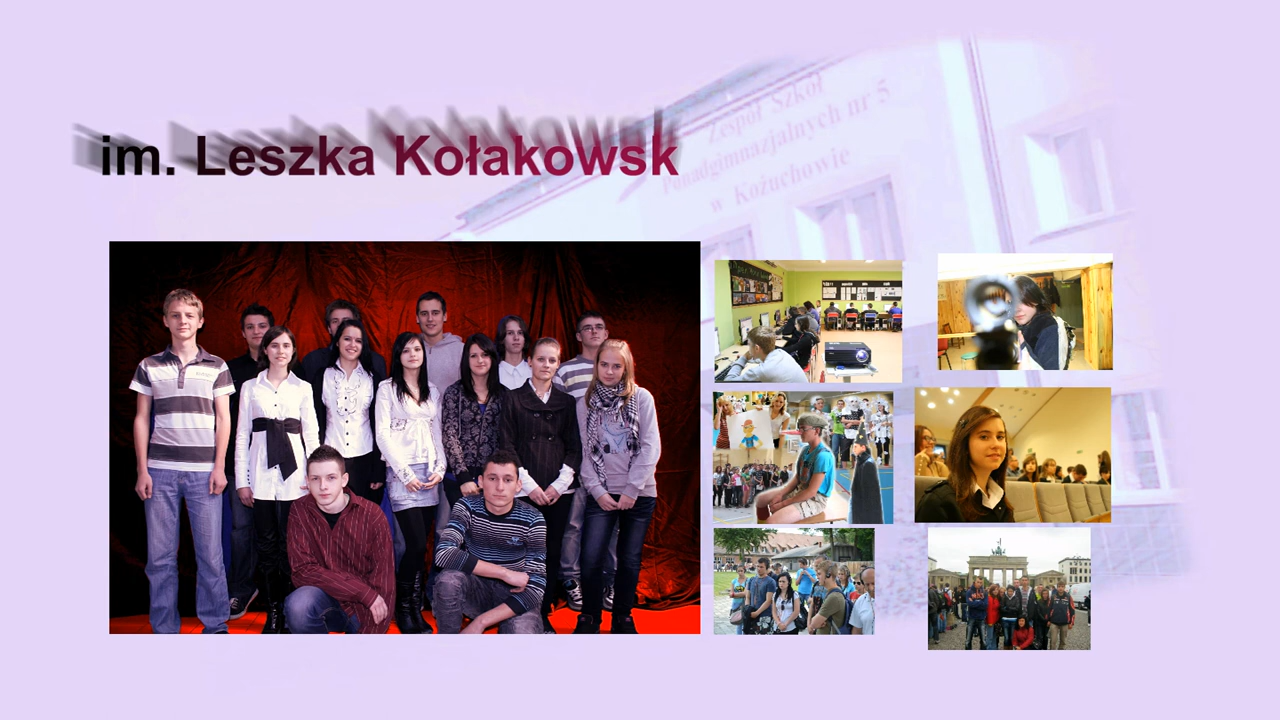 im. Leszka Kołakowsk
Zespół Szkół
Ponadgimnazjalnych nr 5
w Kożuchowie